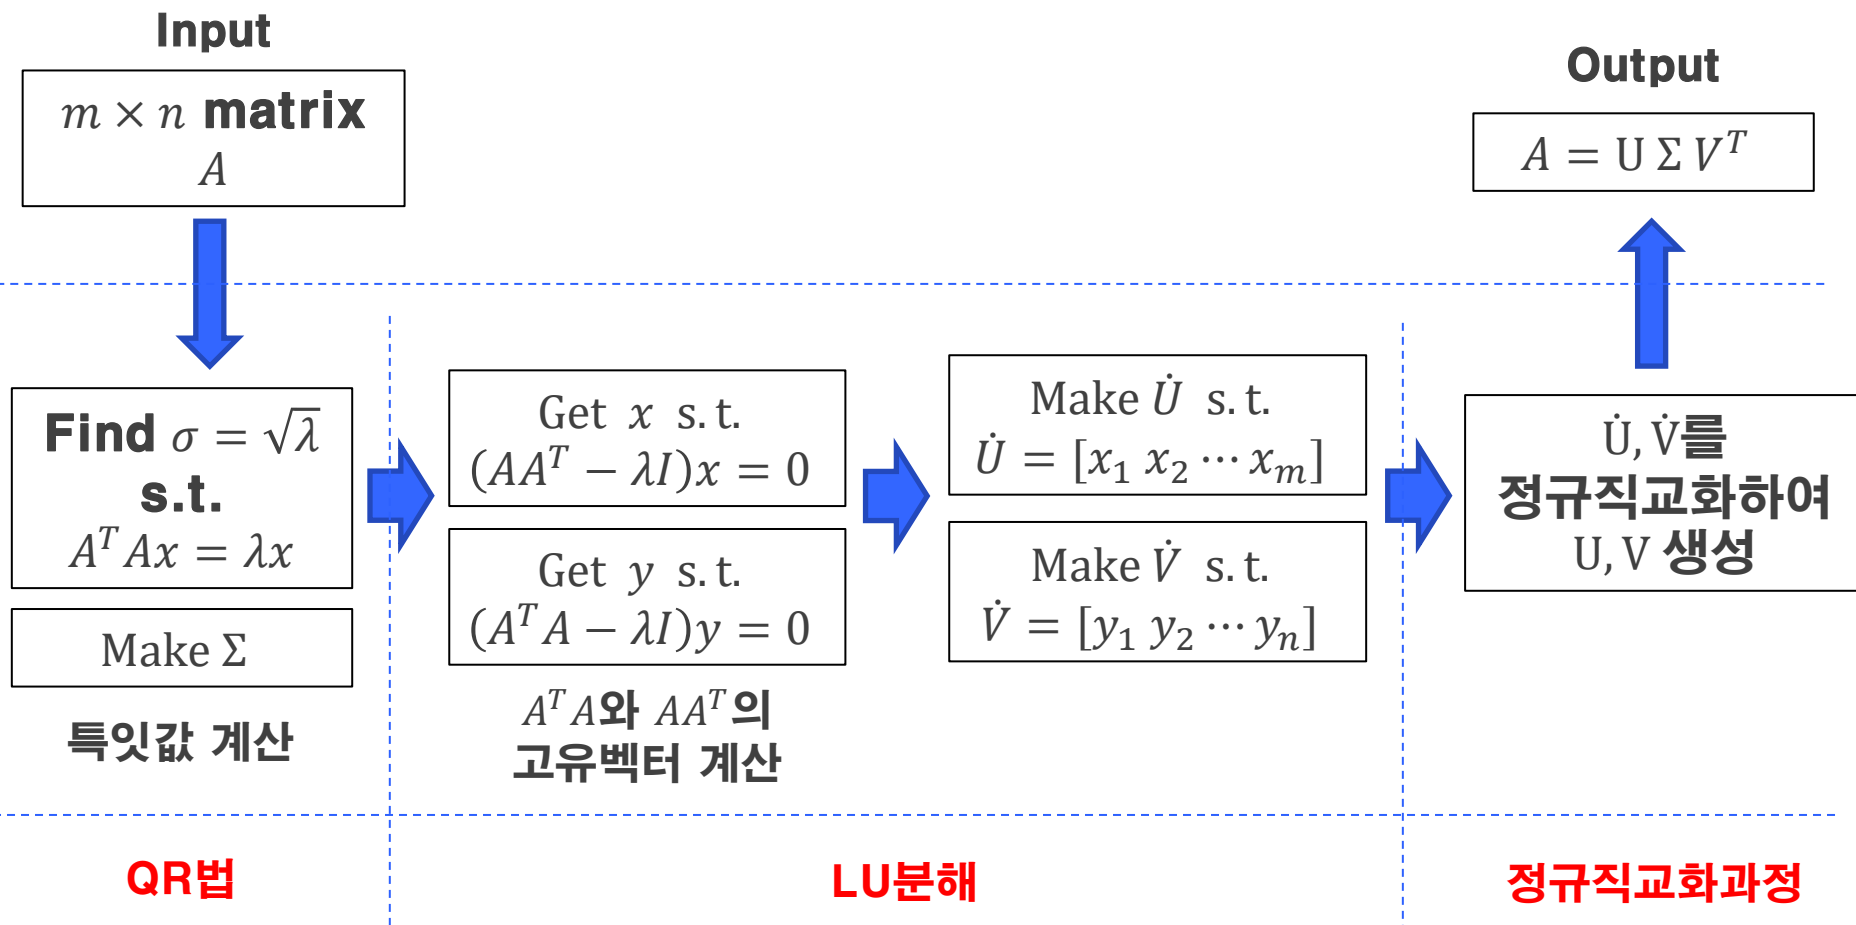 Input
m × n matrix
A
Output
A = U Σ V^T
Find σ = √λ
s.t.
A^T Ax = λx
Make Σ
특잇값 계산
Get x s.t.
(AA^T − λI)x = 0
Get y s.t.
(A^T A − λI)y = 0
A^T A와 AA^T의
고유벡터 계산
Make U̇ s.t.
U̇ = [x₁ x₂ ⋯ xₘ]
Make V̇ s.t.
V̇ = [y₁ y₂ ⋯ yₙ]
U̇, V̇를
정규직교화하여
U, V 생성
QR법
LU분해
정규직교화과정